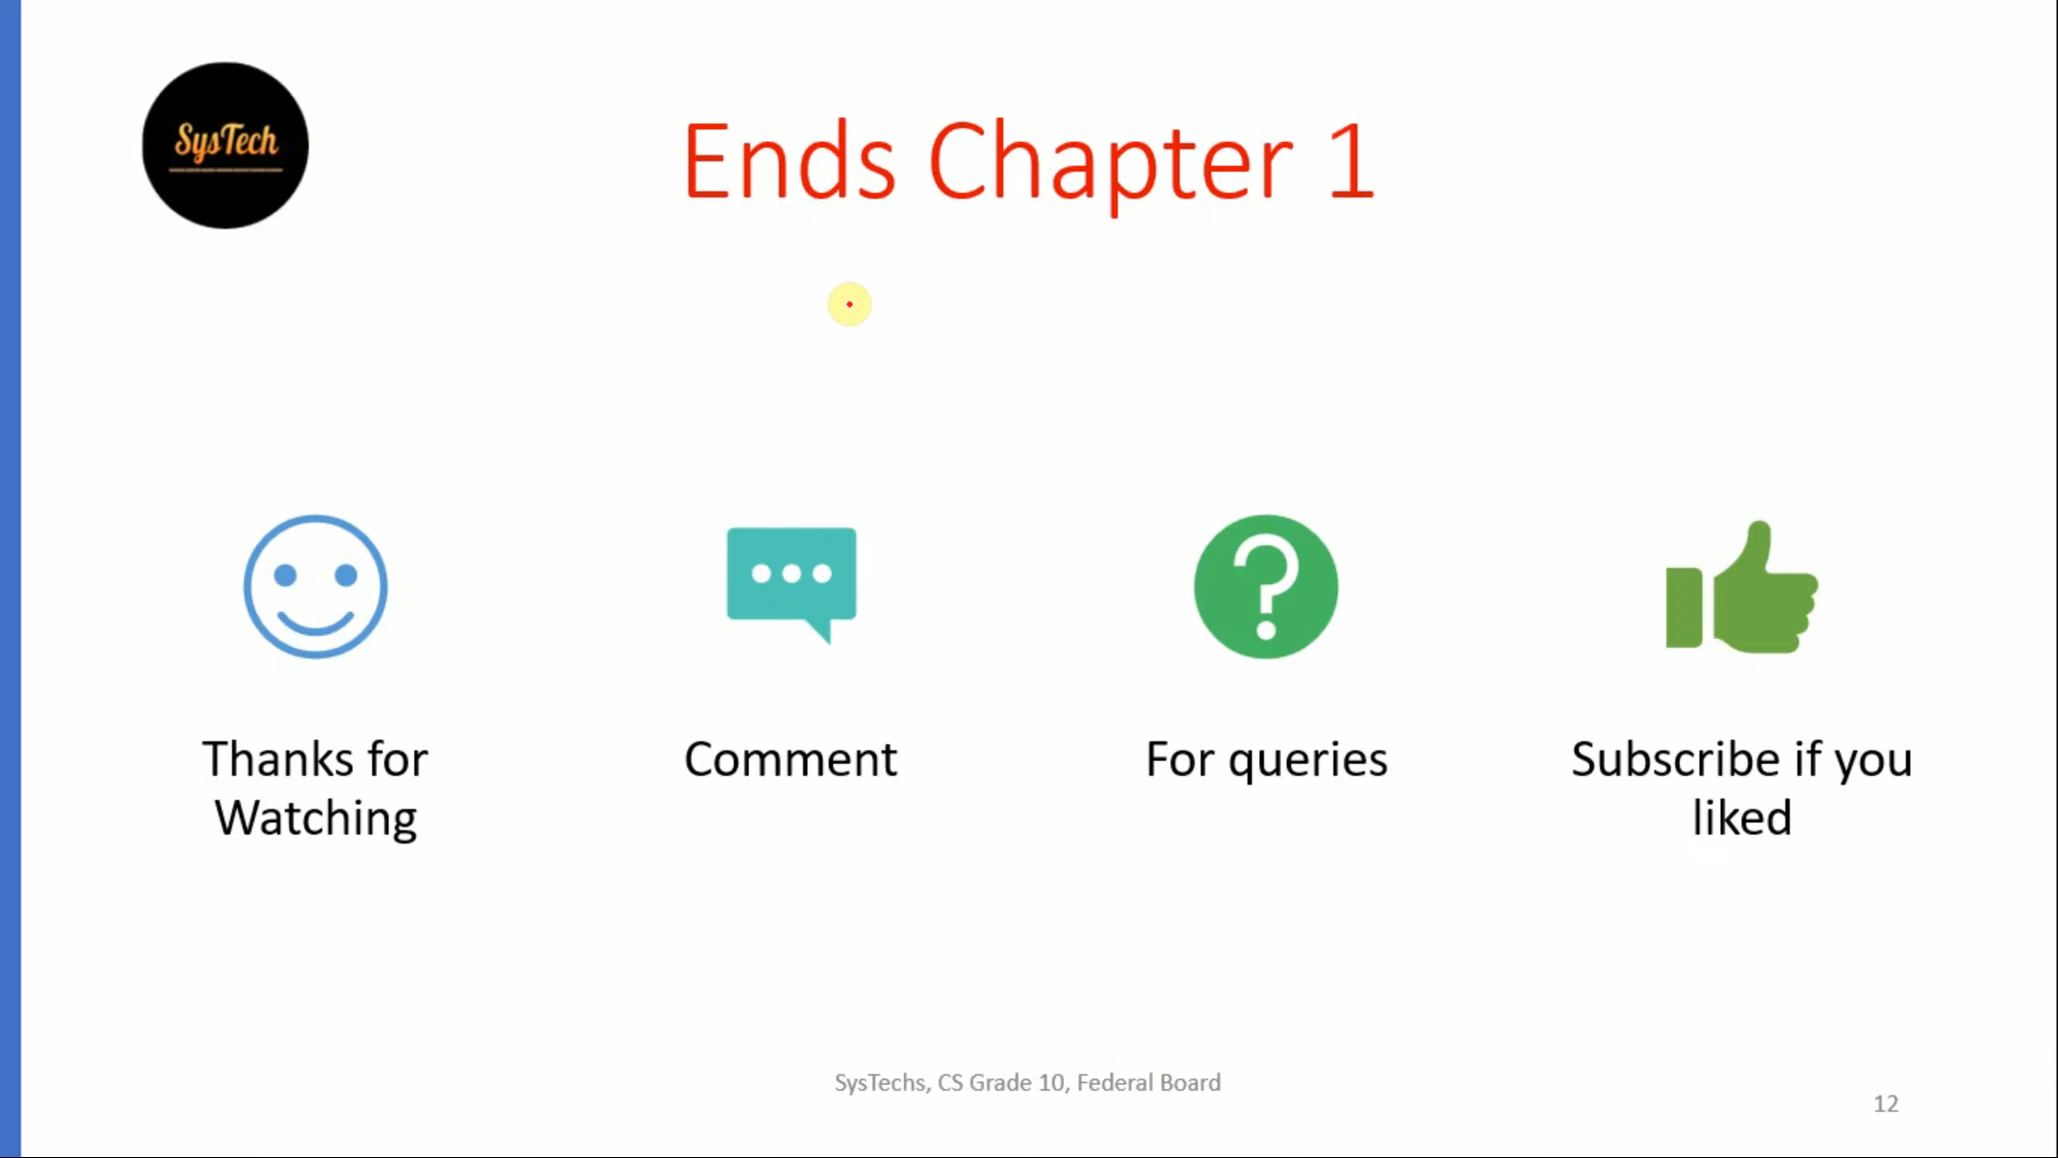 SysTech
Ends Chapter 1
Thanks for
Watching
Comment
For queries
Subscribe if you
liked
SysTechs, CS Grade 10, Federal Board
12